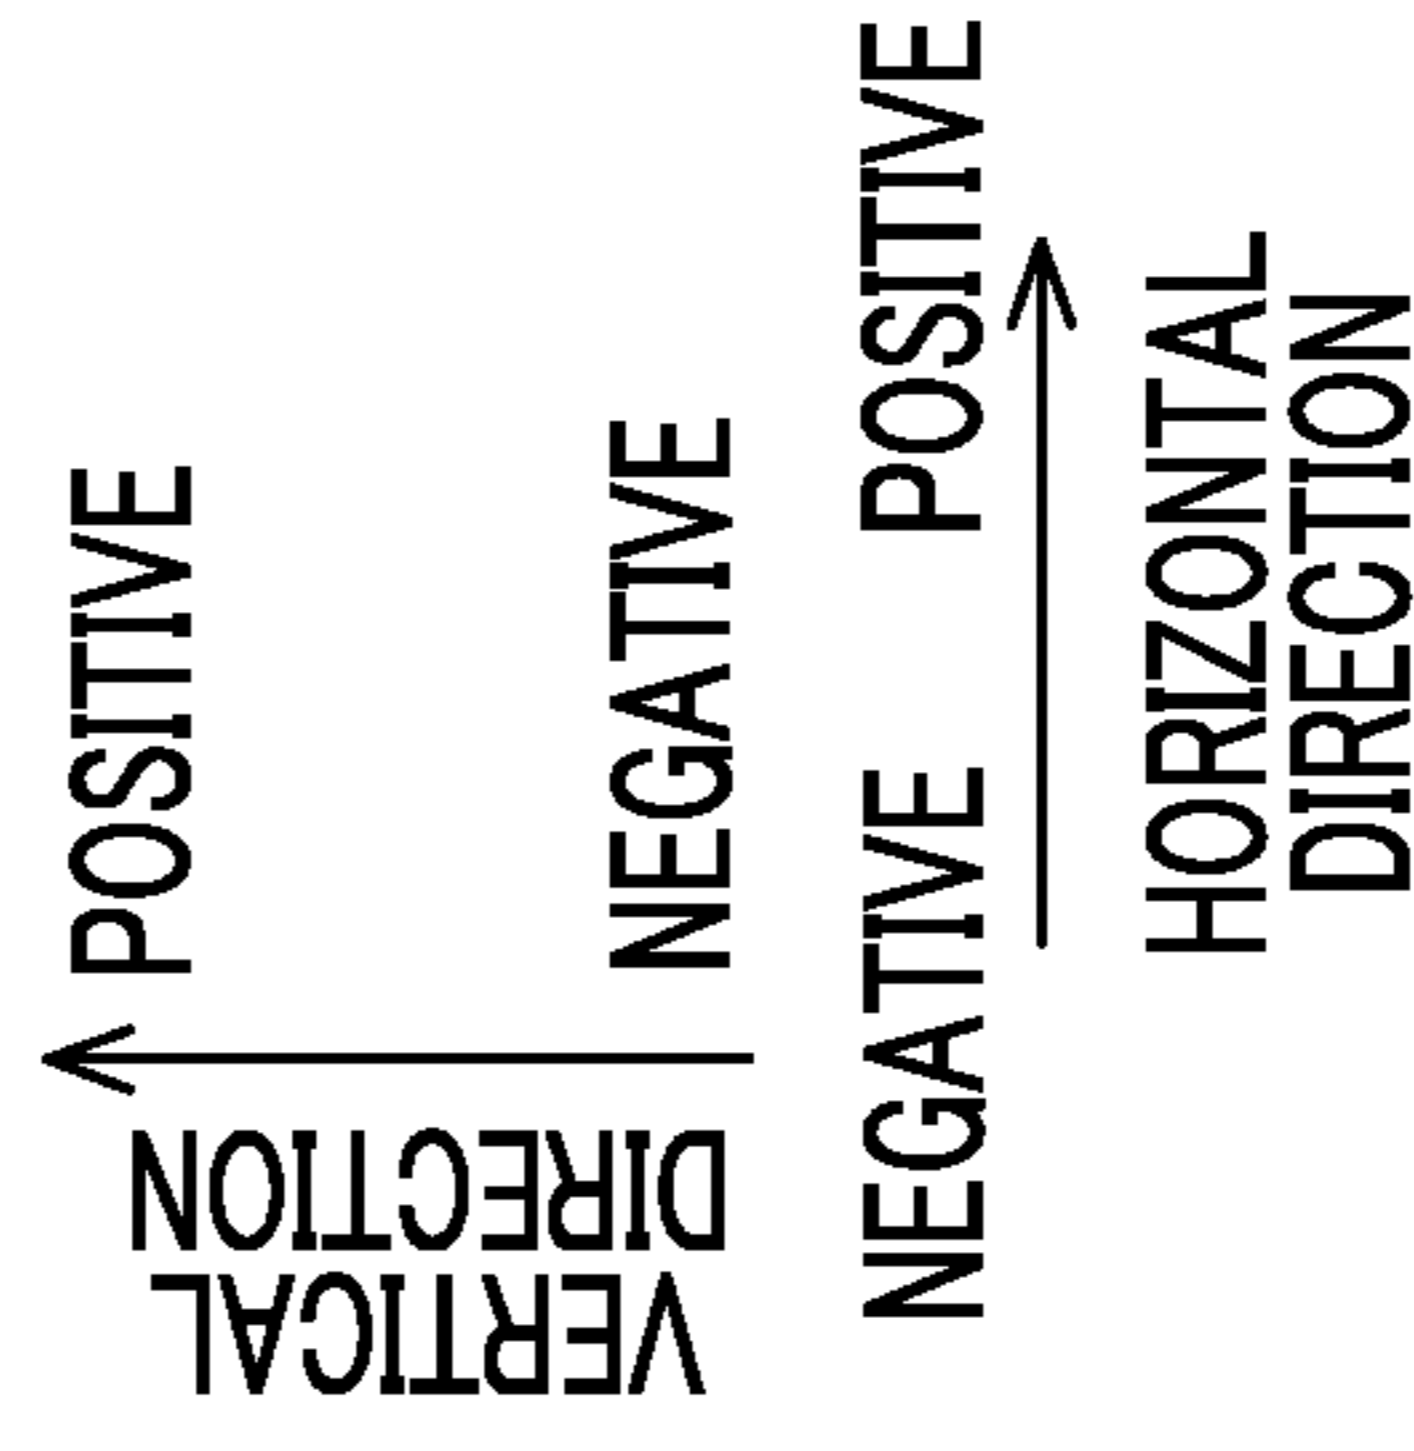 VERTICAL
DIRECTION
POSITIVE
NEGATIVE
NEGATIVE
POSITIVE
HORIZONTAL
DIRECTION